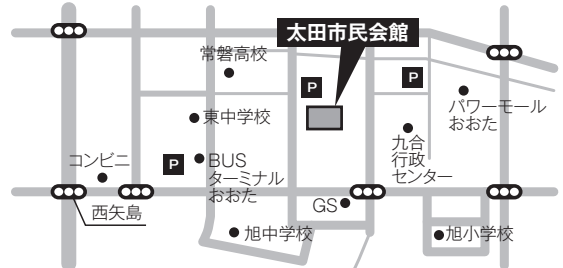 太田市民会館
常磐高校
P
P
パワーモール
おおた
東中学校
九合
行政
センター
コンビニ
P
BUS
ターミナル
おおた
西矢島
GS
旭中学校
旭小学校